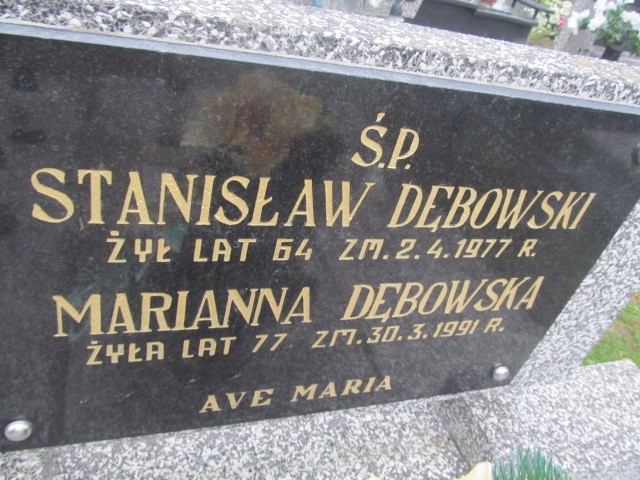 Ś.P.
STANISŁAW DĘBOWSKI
ŻYŁ LAT 64 ZM. 2.4.1977 R.
MARIANNA DĘBOWSKA
ŻYŁA LAT 77 ZM. 30.3.1991 R.
AVE MARIA